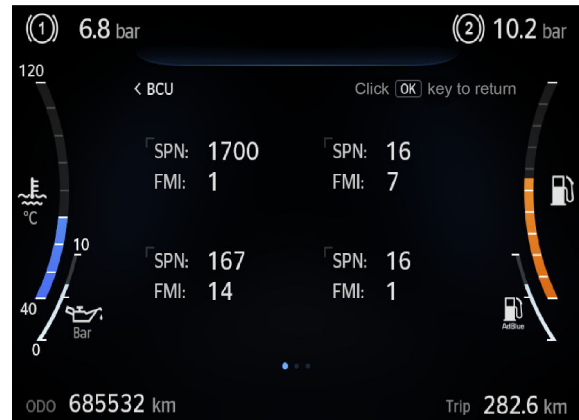 (1) 6.8 bar
(2) 10.2 bar
120
< BCU
Click OK key to return
SPN: 1700
FMI: 1
SPN: 16
FMI: 7
°C
10
SPN: 167
FMI: 14
SPN: 16
FMI: 1
40
Bar
AdBlue
0
ODO 685532 km
Trip 282.6 km